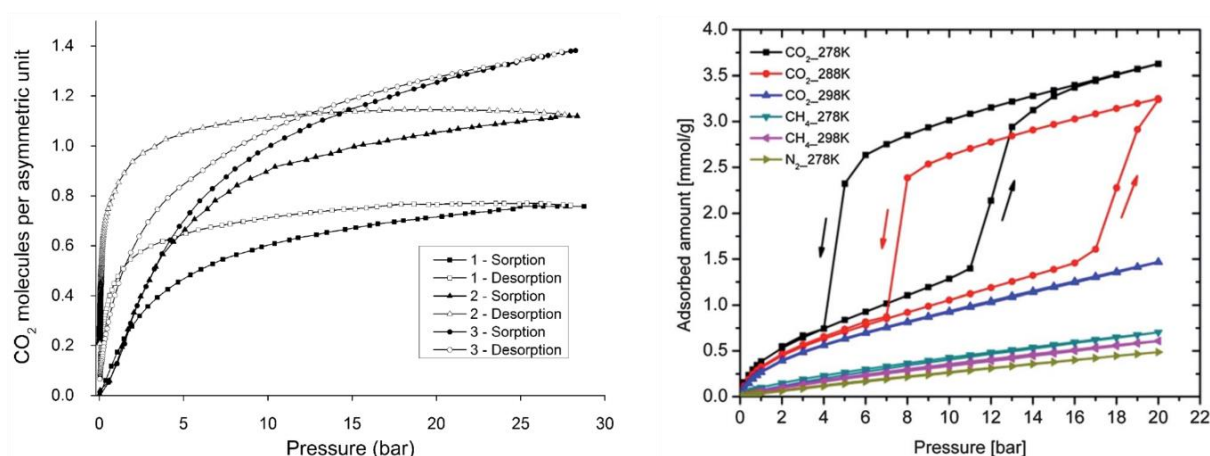 CO2 molecules per asymmetric unit
1.4
1.2
1.0
0.8
0.6
0.4
0.2
0.0
0
5
10
15
20
25
30
Pressure (bar)
1 - Sorption
1 - Desorption
2 - Sorption
2 - Desorption
3 - Sorption
3 - Desorption
Adsorbed amount [mmol/g]
4.0
3.5
3.0
2.5
2.0
1.5
1.0
0.5
0.0
0
2
4
6
8
10
12
14
16
18
20
22
Pressure [bar]
CO2_278K
CO2_288K
CO2_298K
CH4_278K
CH4_298K
N2_278K